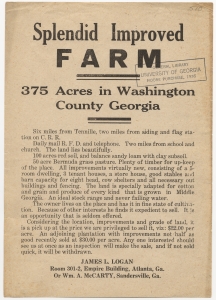 Splendid Improved
FARM
LIBRARY
UNIVERSITY OF GEORGIA
375 Acres in Washington
County Georgia
Six miles from Tennille, two miles from siding and flag station
on C. R. R.
Daily mail R. F. D. and telephone. Two miles from school and
church. The land lies beautifully.
100 acres red soil, and balance sandy loam with clay subsoil.
50 acre Bermuda grass pasture. Plenty of timber for up-keep
of the place. All improvements virtually new, consisting of
room dwelling, tenant houses, a store house, good stables and
barn capacity for eight head, cow shelters and all necessary out
buildings and fencing. The land is specially adapted for cotton
and grain and produce of every kind that is grown in Middle
Georgia. An ideal stock range and never failing water.
The owner lives on the place and has it in fine state of cultivation.
Because of other interests he finds it expedient to sell. It is
an opportunity that is seldom offered.
Considering the location, improvements and grade of land, it
is a pick up at the price we are privileged to sell it, viz: $22.00 per
acre. An adjoining plantation with improvements not half as
good recently sold at $30.00 per acre. Any one interested should
see us at once as an inspection will make the sale, and if not sold
quick, it will be withdrawn.
JAMES L. LOGAN
Room 301-2, Empire Building, Atlanta, Ga.
Or Wm. A. McCARTY, Sandersville, Ga.